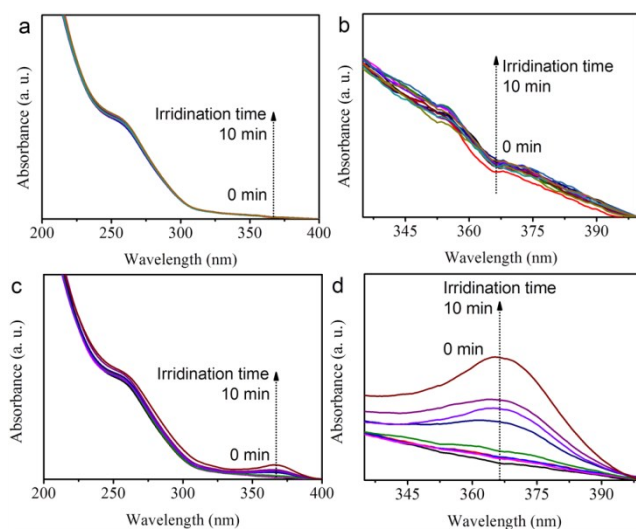 a
Absorbance (a. u.)
Irridination time
10 min
0 min
200 250 300 350 400
Wavelength (nm)
b
Absorbance (a. u.)
Irridination time
10 min
0 min
345 360 375 390
Wavelength (nm)
c
Absorbance (a. u.)
Irridination time
10 min
0 min
200 250 300 350 400
Wavelength (nm)
d
Absorbance (a. u.)
Irridination time
10 min
0 min
345 360 375 390
Wavelength (nm)